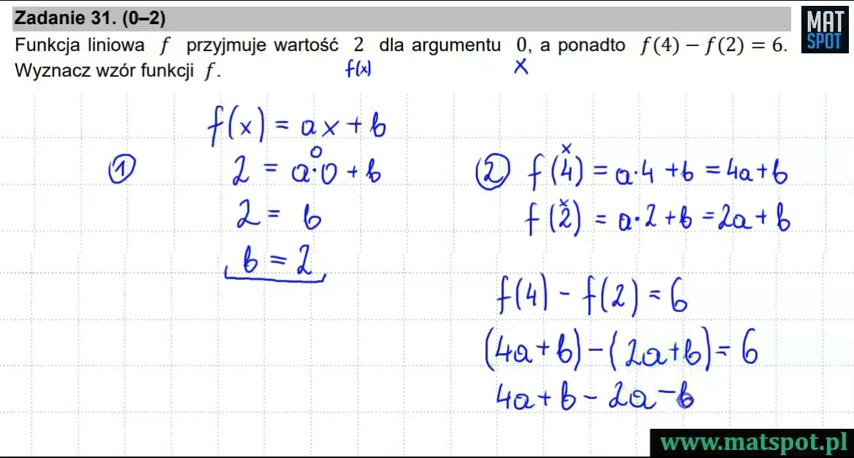 Zadanie 31. (0–2)
MAT
SPOT
Funkcja liniowa f przyjmuje wartość 2 dla argumentu 0, a ponadto f(4) − f(2) = 6.
Wyznacz wzór funkcji f.
f(x)
x
f(x) = ax + b
① 2 = a·0 + b
0
2 = b
b = 2
② f(4) = a·4 + b = 4a + b
x
f(2) = a·2 + b = 2a + b
x
f(4) − f(2) = 6
(4a + b) − (2a + b) = 6
4a + b − 2a − b
www.matspot.pl